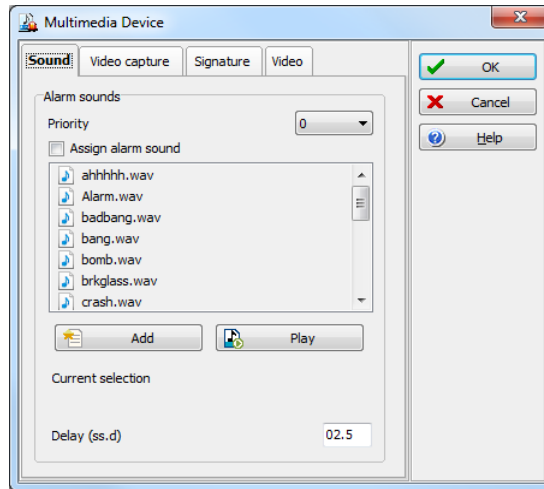 Multimedia Device
Sound Video capture Signature Video
Alarm sounds
Priority 0
Assign alarm sound
ahhhhh.wav
Alarm.wav
badbang.wav
bang.wav
bomb.wav
brkglass.wav
crash.wav
Add Play
Current selection
Delay (ss.d) 02.5
OK
Cancel
Help